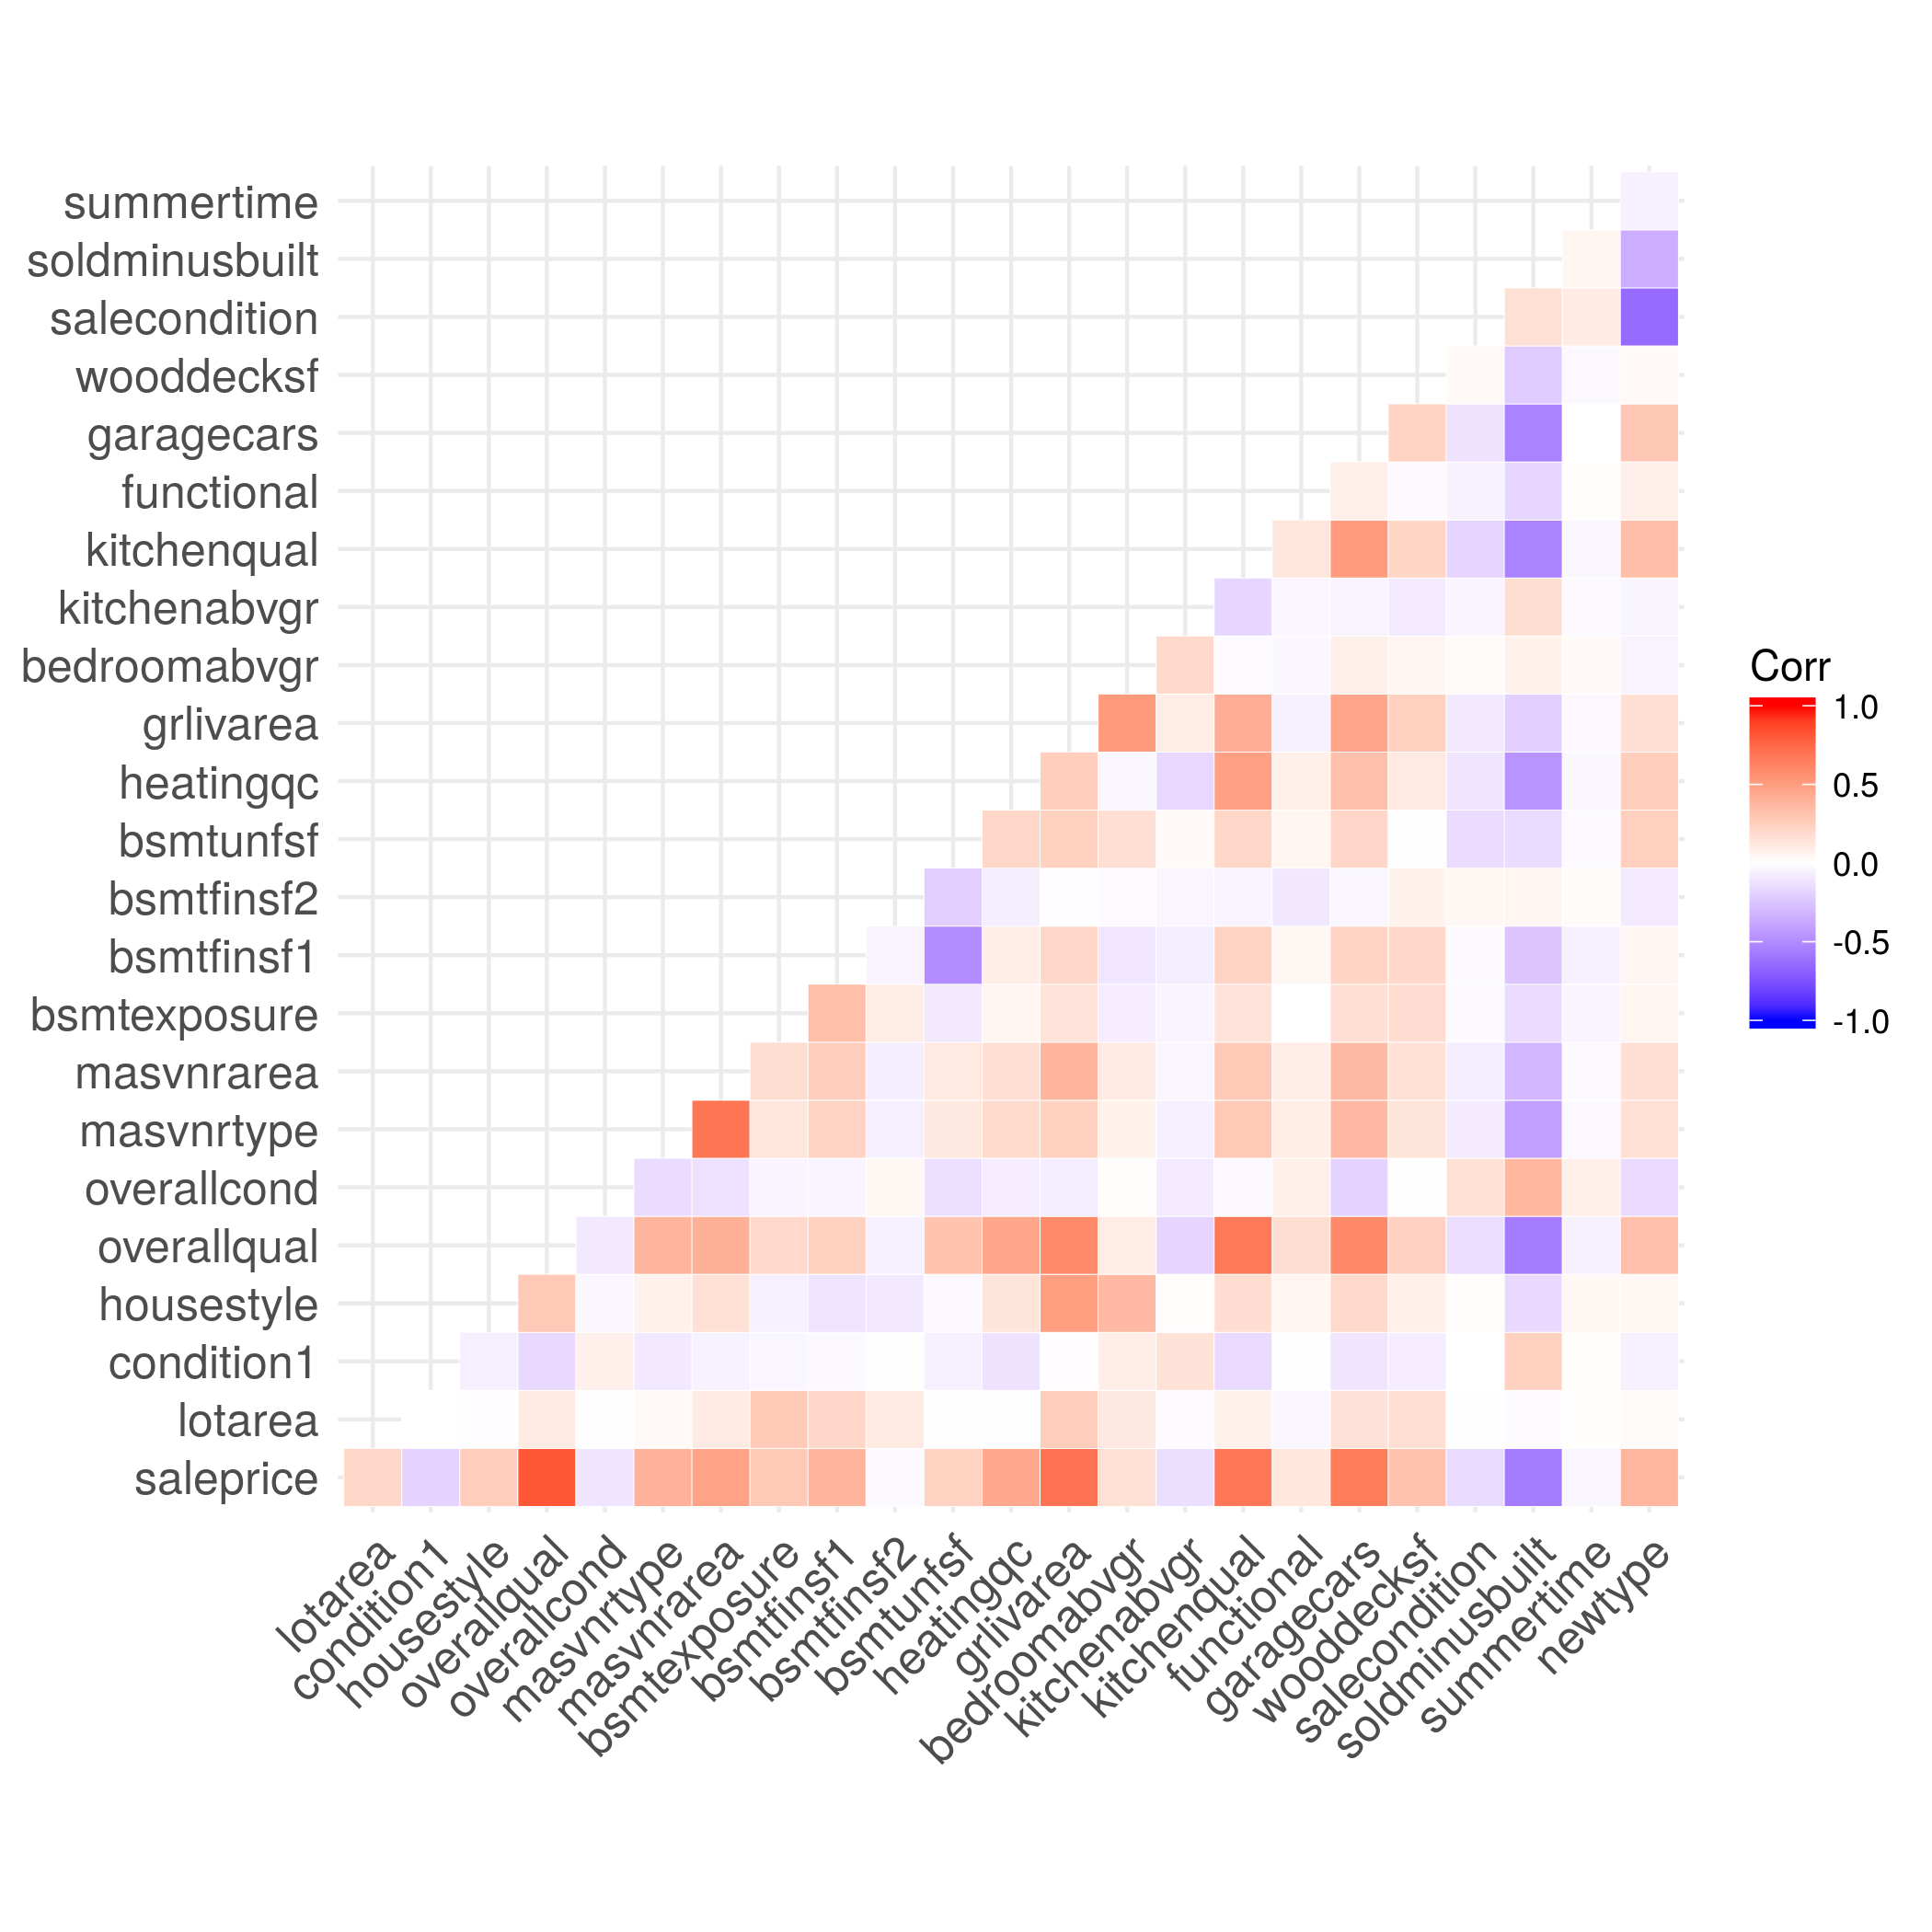 summertime
soldminusbuilt
salecondition
wooddecksf
garagecars
functional
kitchenqual
kitchenabvgr
bedroomabvgr
grlivarea
heatingqc
bsmtunfsf
bsmtfinsf2
bsmtfinsf1
bsmtexposure
masvnrarea
masvnrtype
overallcond
overallqual
housestyle
condition1
lotarea
saleprice
lotarea
condition1
housestyle
overallqual
overallcond
masvnrtype
masvnrarea
bsmtexposure
bsmtfinsf1
bsmtfinsf2
bsmtunfsf
heatingqc
grlivarea
bedroomabvgr
kitchenabvgr
kitchenqual
functional
garagecars
wooddecksf
salecondition
soldminusbuilt
summertime
newtype
Corr
1.0
0.5
0.0
-0.5
-1.0